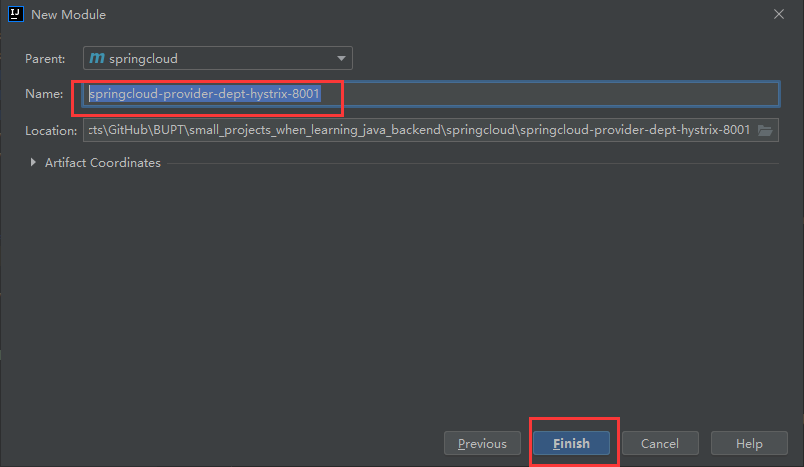 New Module
Parent: springcloud
Name: springcloud-provider-dept-hystrix-8001
Location: :ts\GitHub\BUPT\small_projects_when_learning_java_backend\springcloud\springcloud-provider-dept-hystrix-8001
Artifact Coordinates
Previous Finish Cancel Help